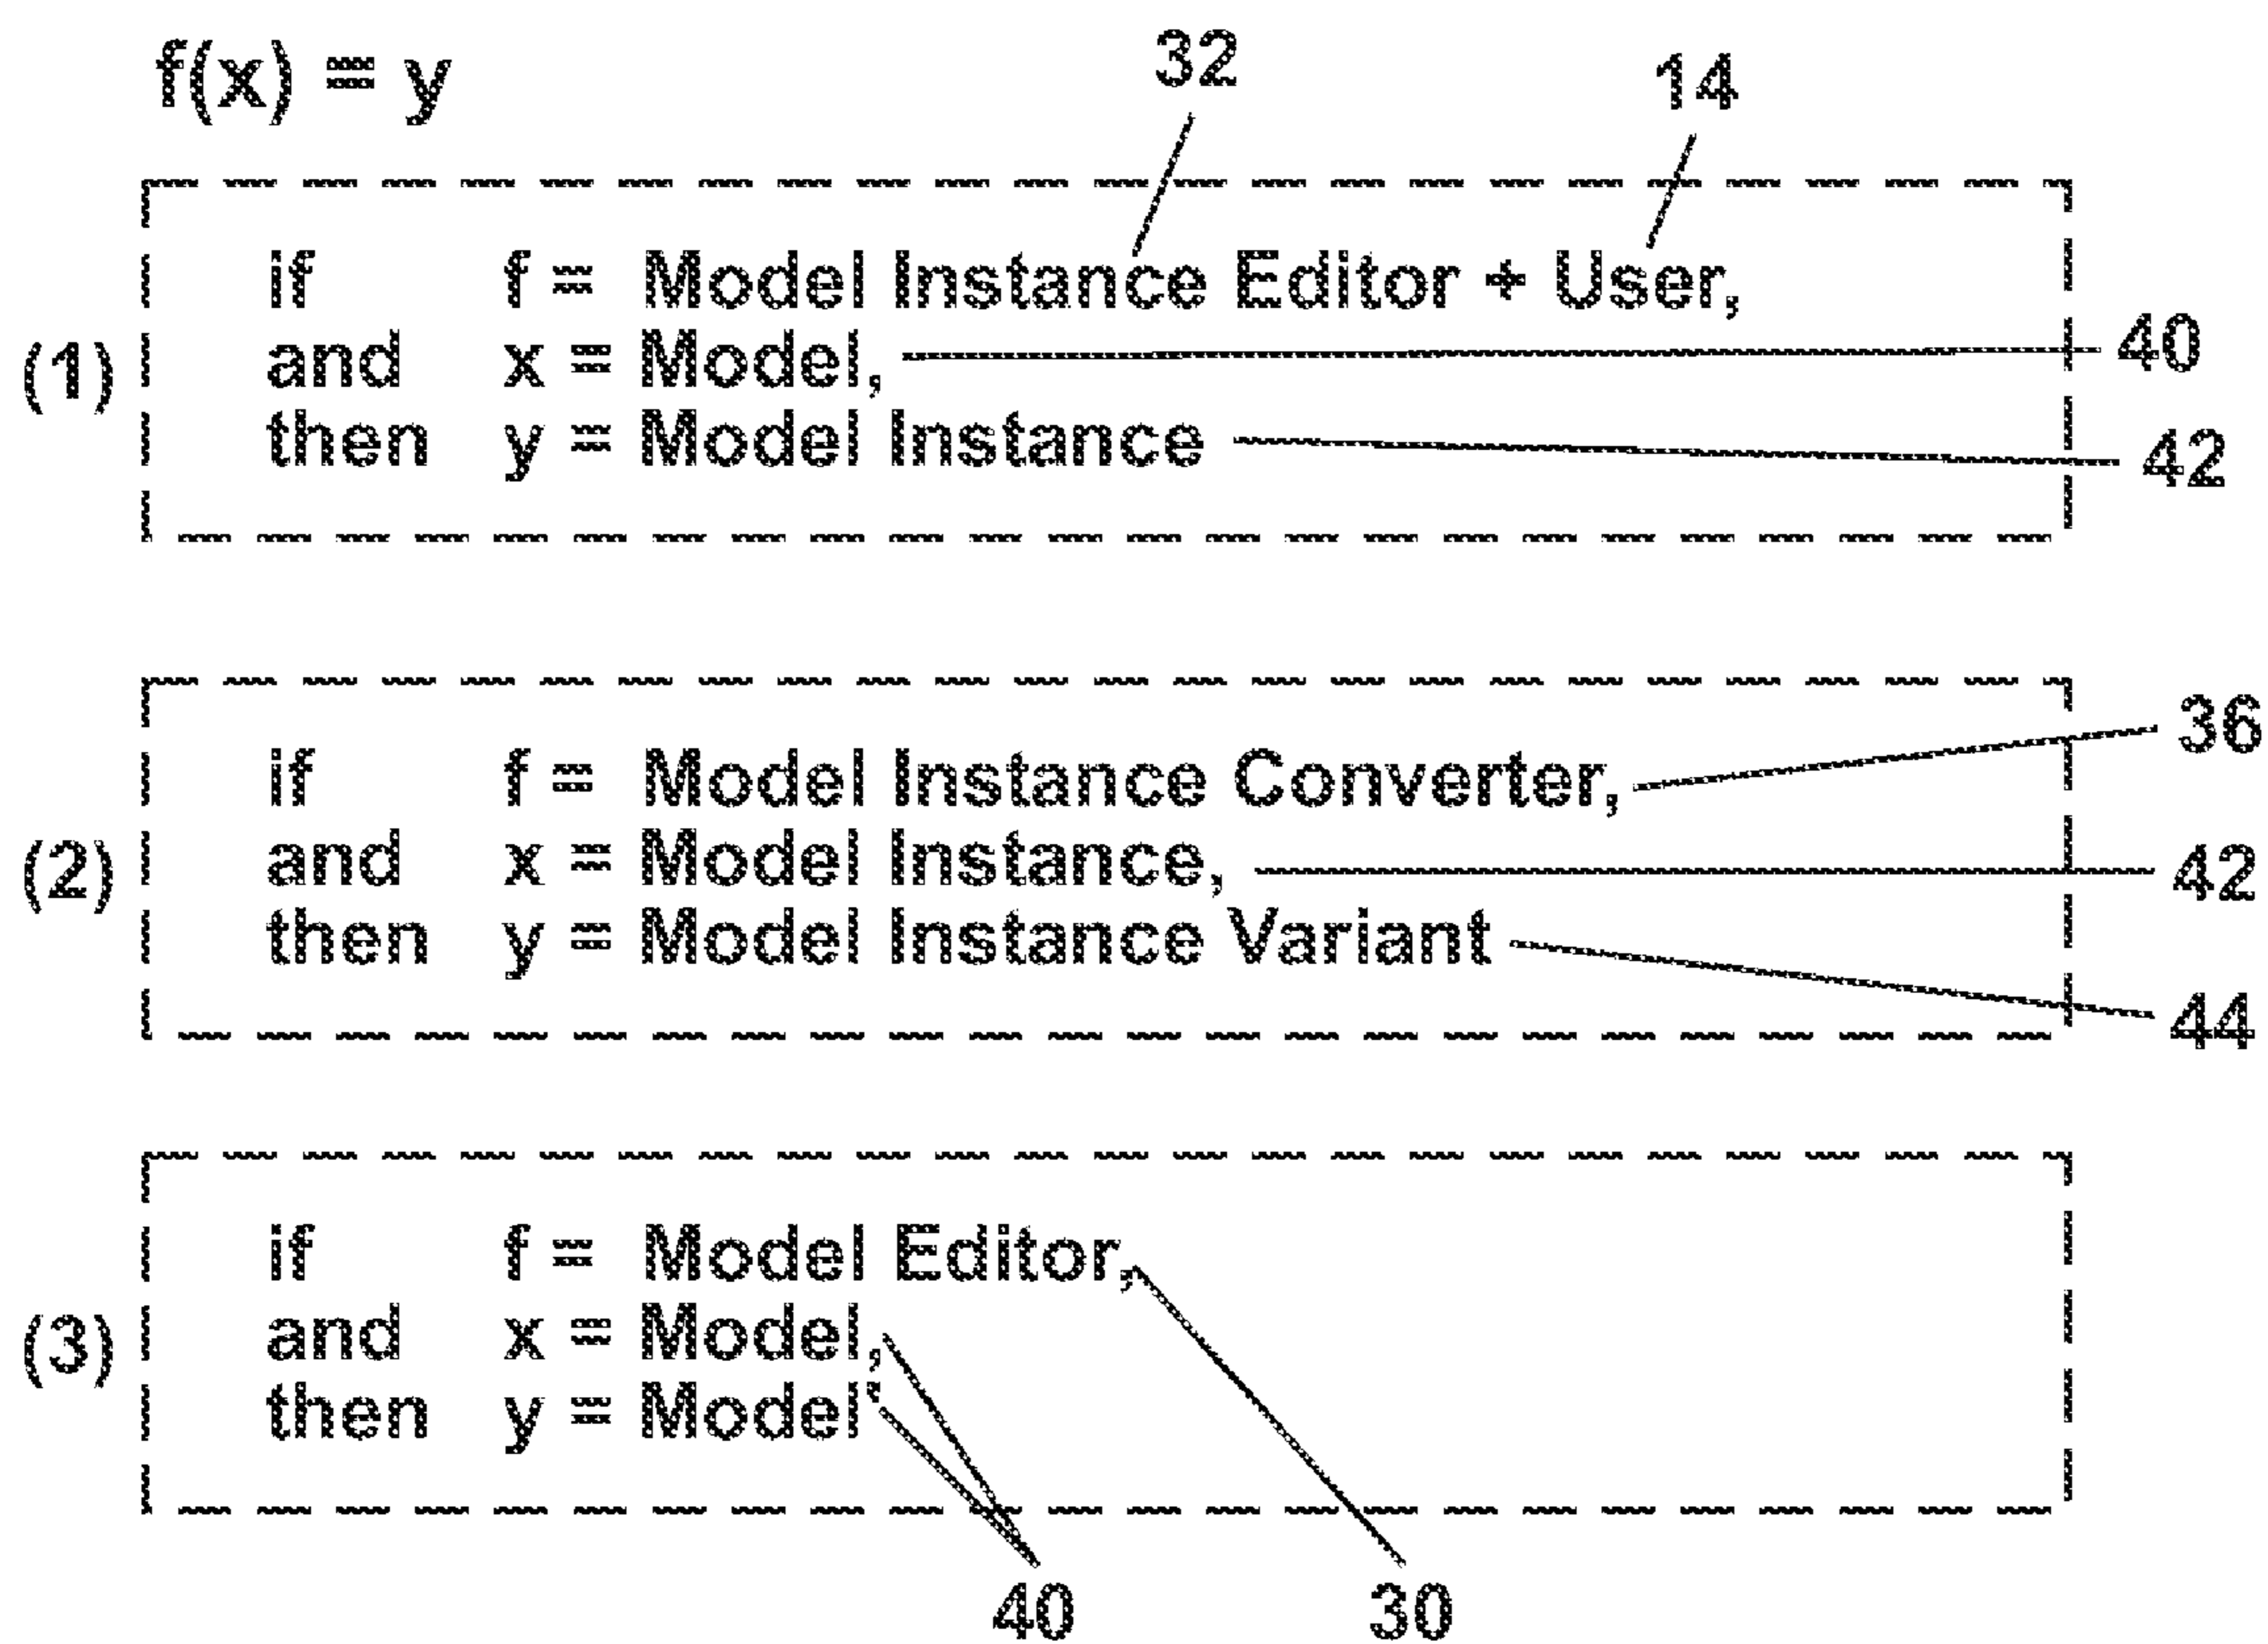 f(x) = y
32
14
if f = Model Instance Editor + User,
and x = Model,
40
(1)
then y = Model Instance
42
36
if f = Model Instance Converter,
(2)
and x = Model Instance,
42
then y = Model Instance Variant
44
if f = Model Editor,
(3)
and x = Model,
then y = Model'
40
30